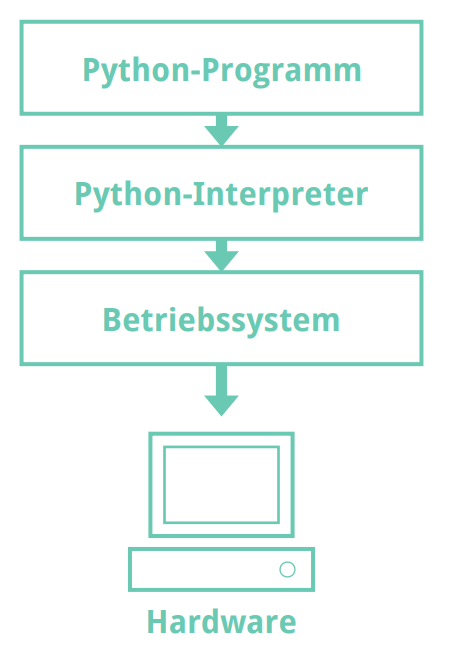 Python-Programm
Python-Interpreter
Betriebssystem
Hardware